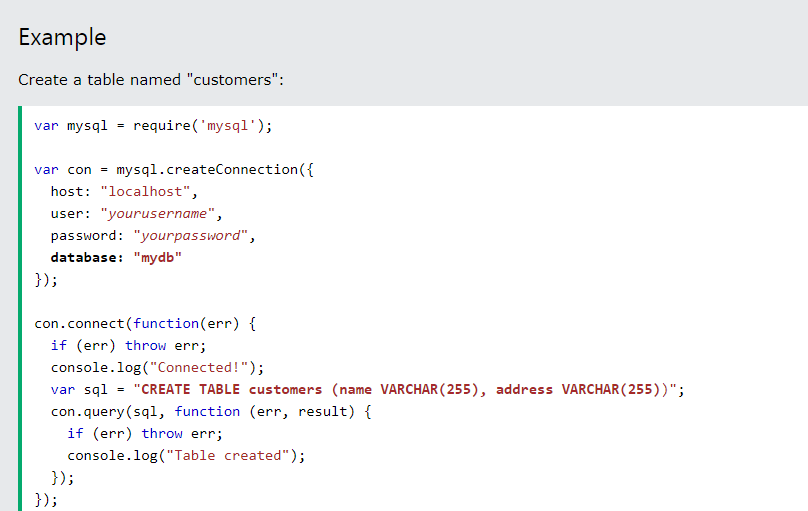 Example
Create a table named "customers":
var mysql = require('mysql');
var con = mysql.createConnection({
  host: "localhost",
  user: "yourusername",
  password: "yourpassword",
  database: "mydb"
});
con.connect(function(err) {
  if (err) throw err;
  console.log("Connected!");
  var sql = "CREATE TABLE customers (name VARCHAR(255), address VARCHAR(255))";
  con.query(sql, function (err, result) {
    if (err) throw err;
    console.log("Table created");
  });
});